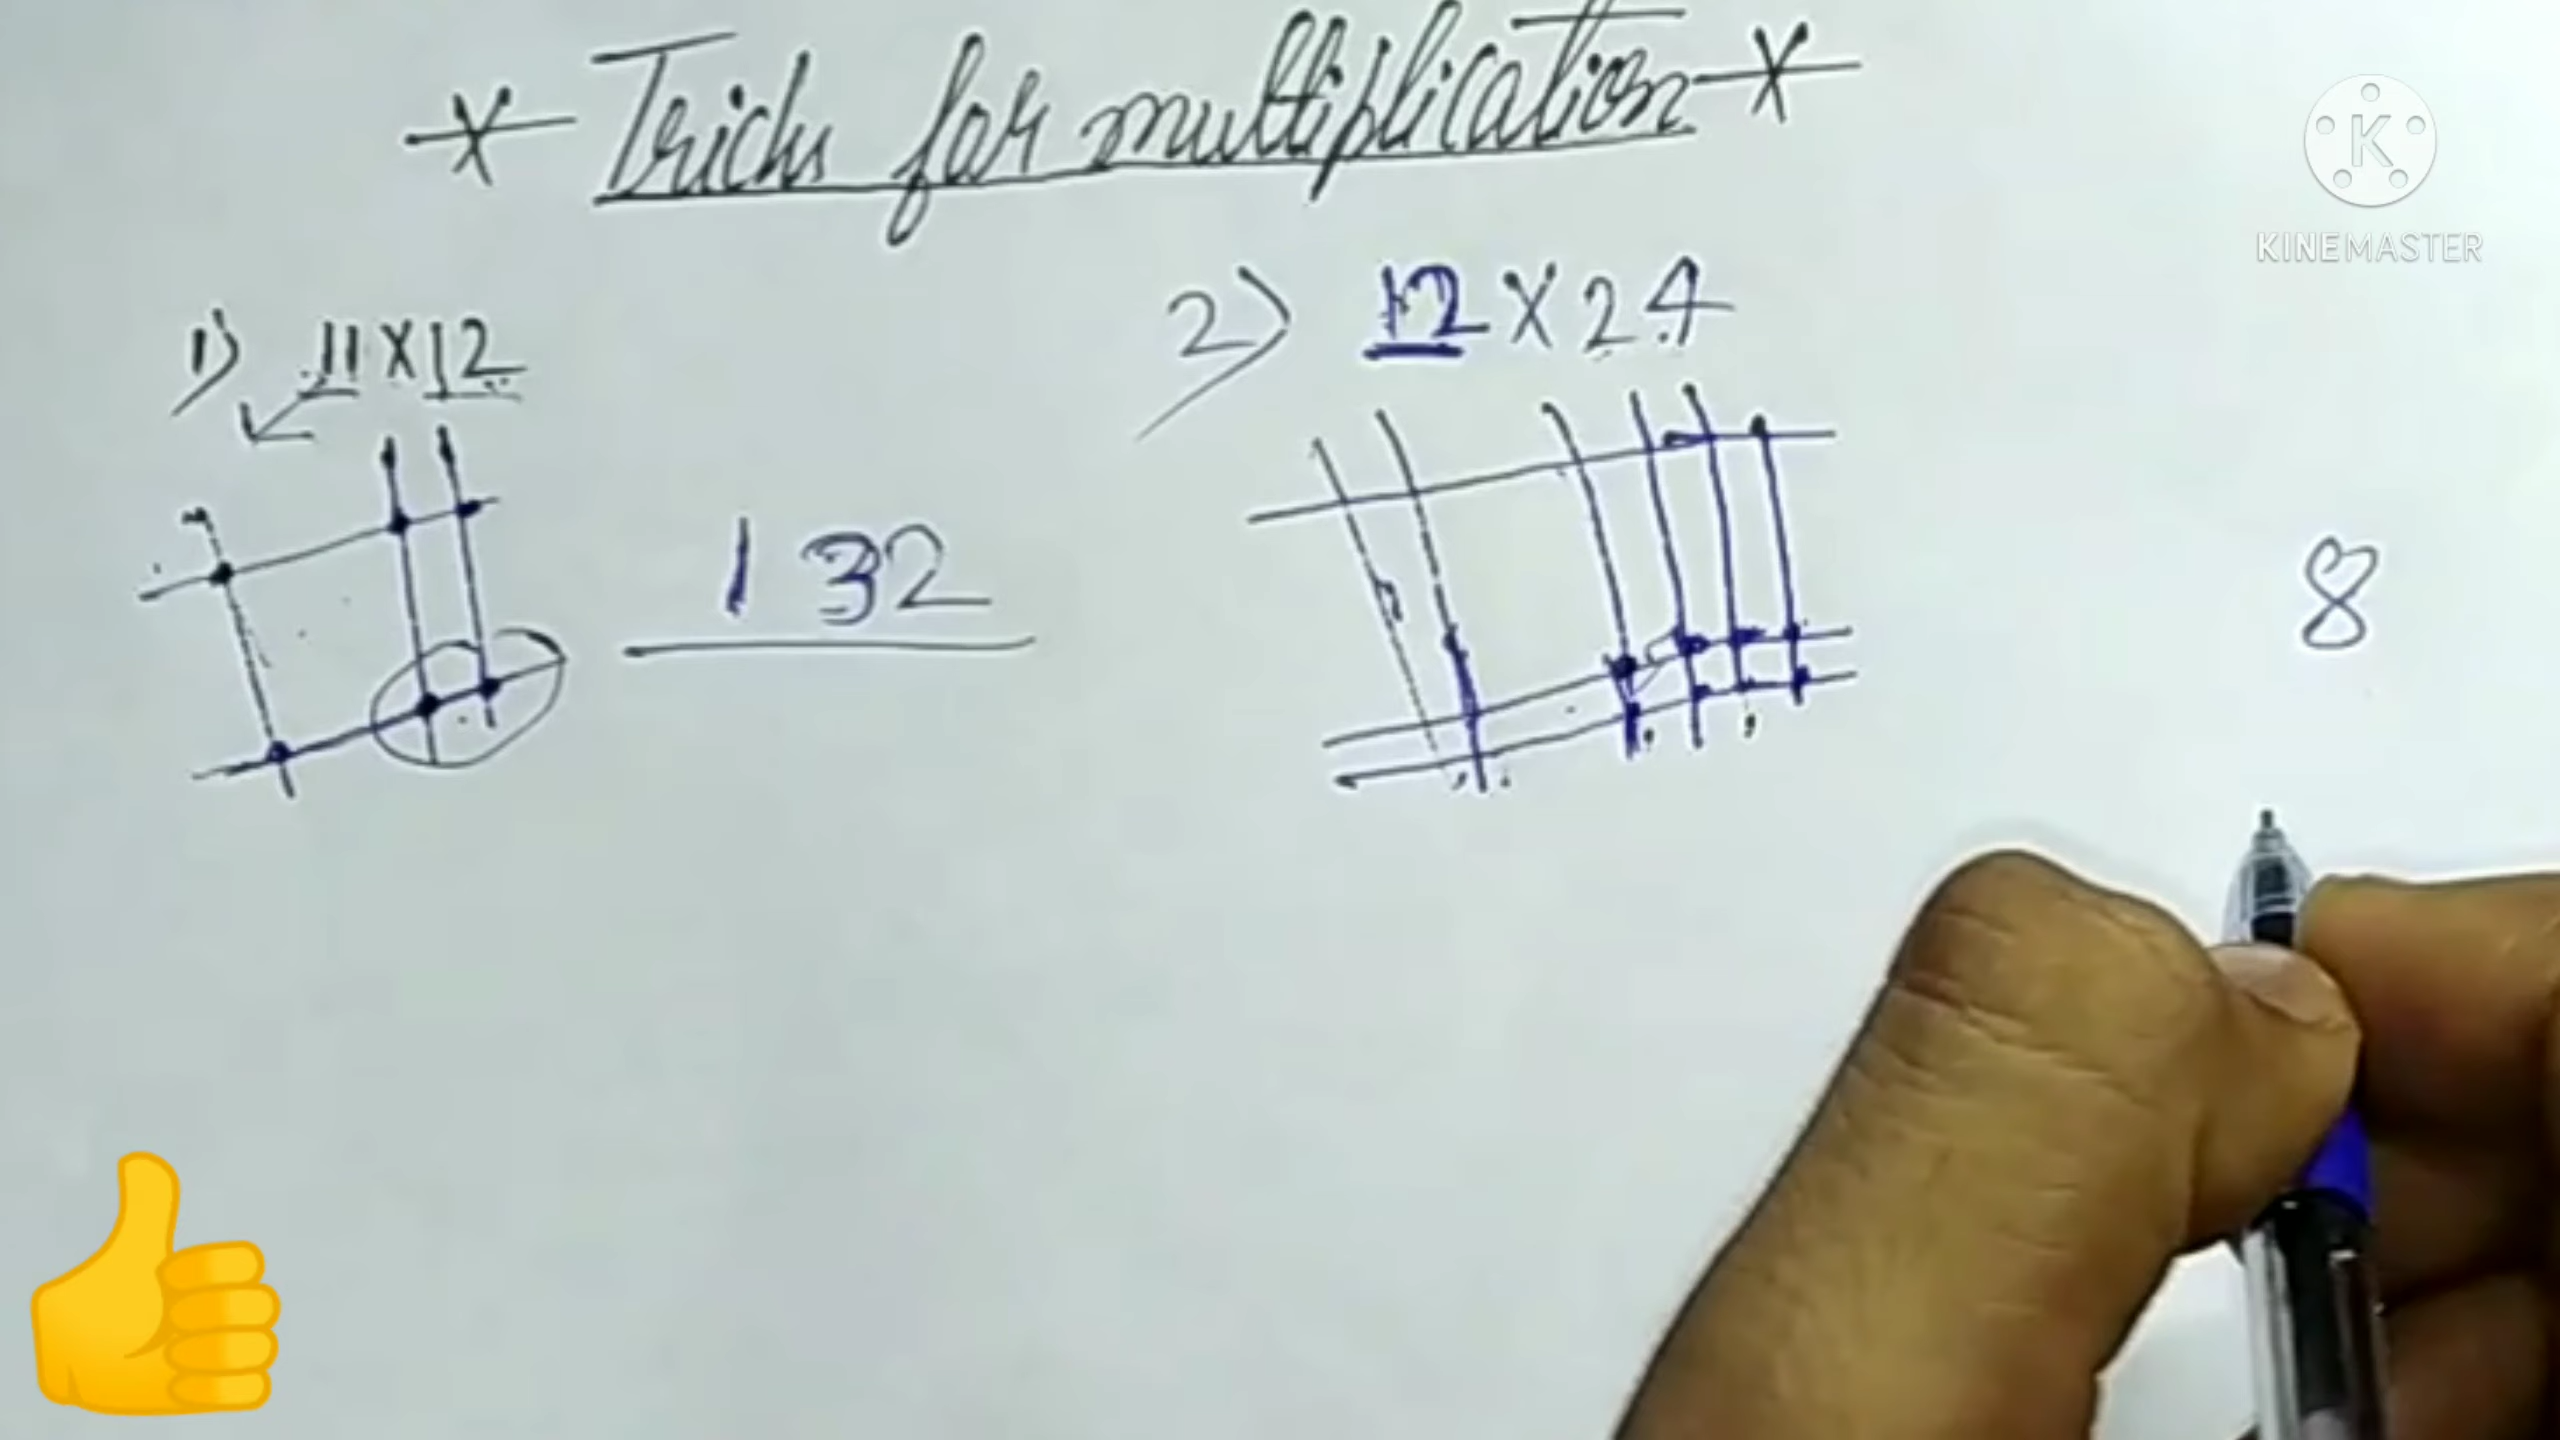 Tricks for multiplication
1) 11 X 12
132
2) 12 X 24
8
K
KINEMASTER